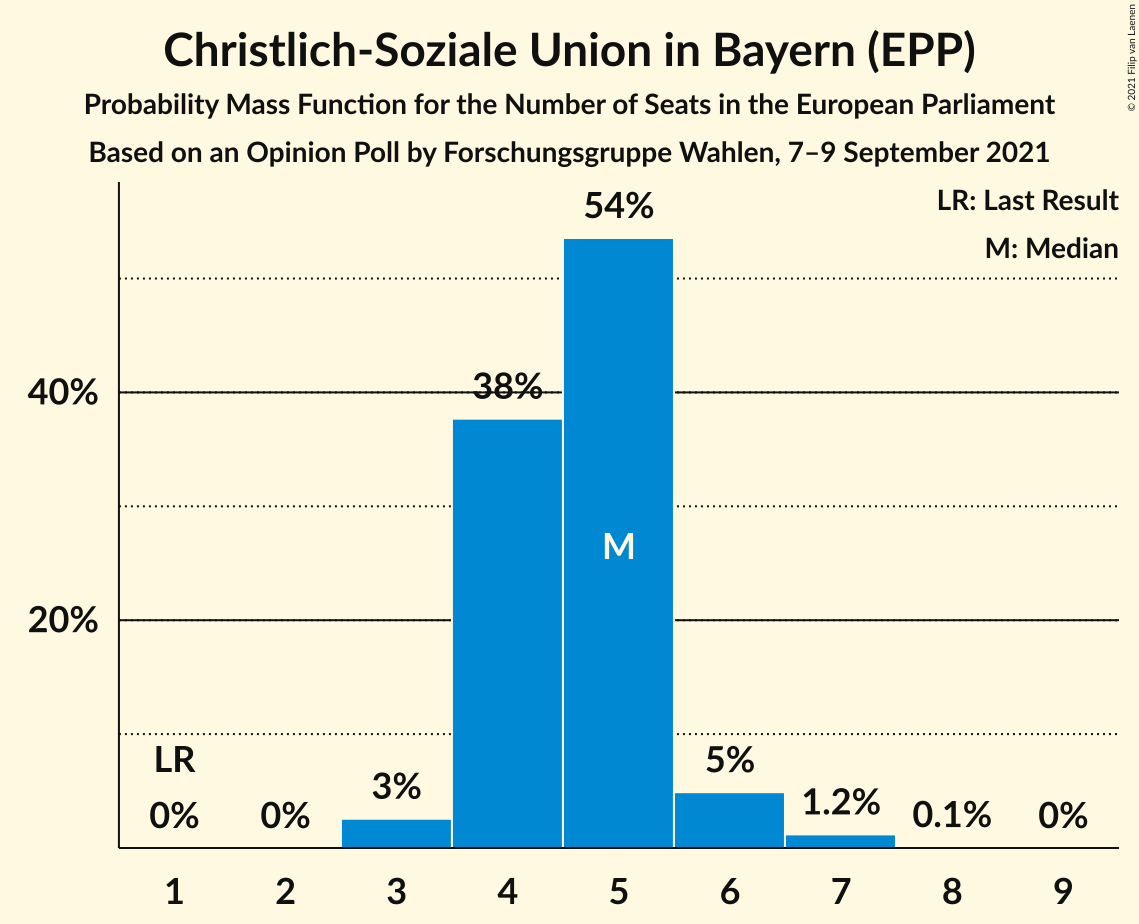 Christlich-Soziale Union in Bayern (EPP)
Probability Mass Function for the Number of Seats in the European Parliament
Based on an Opinion Poll by Forschungsgruppe Wahlen, 7–9 September 2021
© 2021 Filip van Laenen
LR: Last Result
M: Median
54%
40%
38%
M
20%
LR
0%
0%
3%
5%
1.2%
0.1%
0%
1 2 3 4 5 6 7 8 9